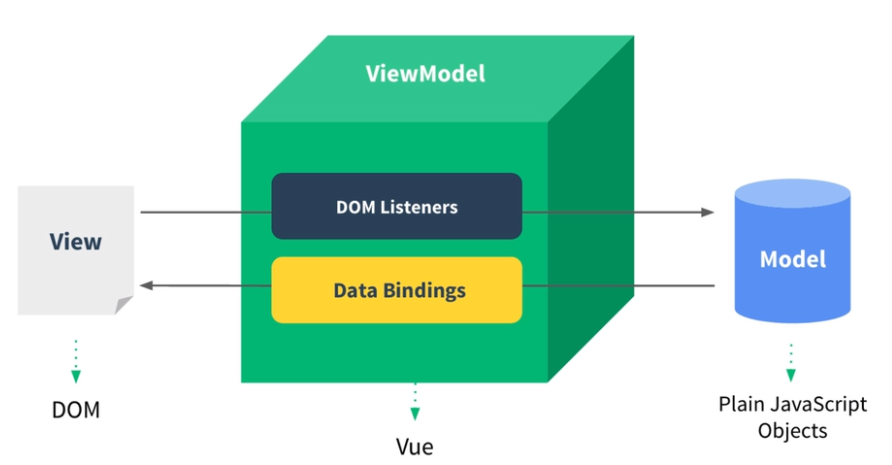 ViewModel
DOM Listeners
View
Model
Data Bindings
DOM
Plain JavaScript
Objects
Vue